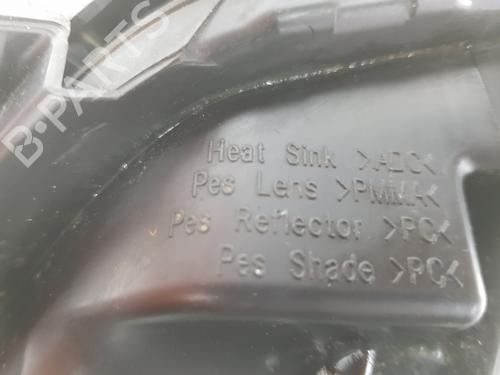 B-PARTS
Heat Sink >ADC<
Pes Lens >PMMA<
Pes Reflector >PC<
Pes Shade >PC<